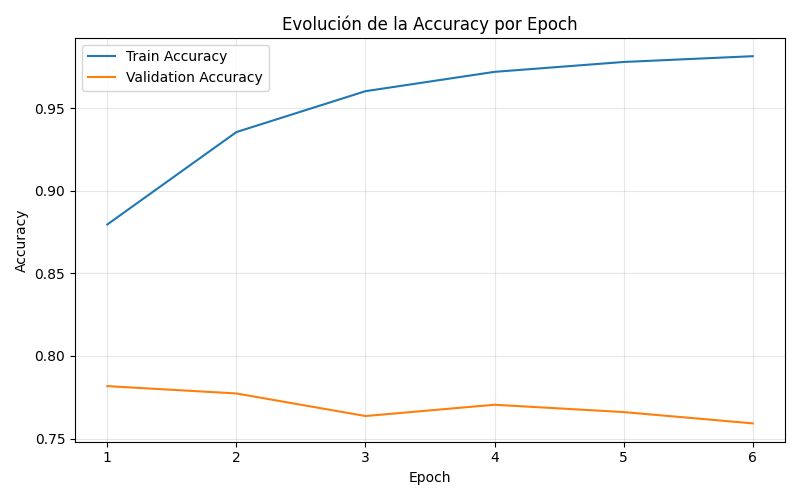 Evolución de la Accuracy por Epoch
Train Accuracy
Validation Accuracy
Accuracy
0.95
0.90
0.85
0.80
0.75
1 2 3 4 5 6
Epoch